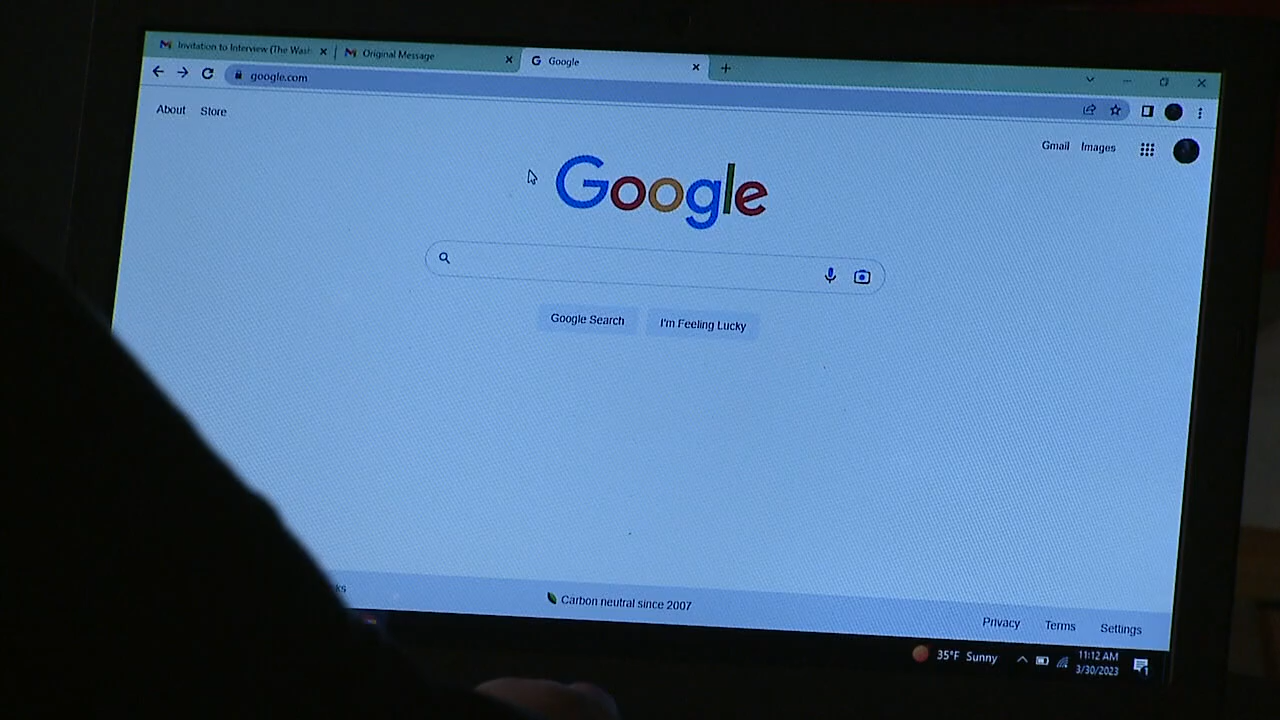 Invitation to Interview (The Wash
Original Message
Google
google.com
About Store
Gmail Images
Google
Google Search
I'm Feeling Lucky
Carbon neutral since 2007
Privacy Terms Settings
35°F Sunny
11:12 AM
3/30/2023